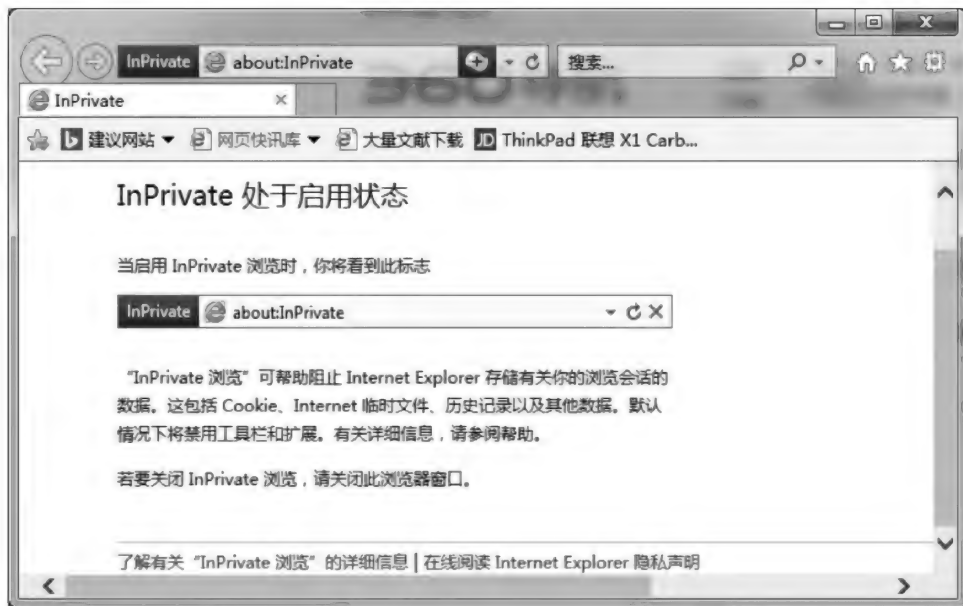 InPrivate about:InPrivate 搜索...
InPrivate
建议网站 网页快讯库 大量文献下载 JD ThinkPad 联想 X1 Carb...
InPrivate 处于启用状态
当启用 InPrivate 浏览时，你将看到此标志
InPrivate about:InPrivate
“InPrivate 浏览”可帮助阻止 Internet Explorer 存储有关你的浏览会话的
数据。这包括 Cookie、Internet 临时文件、历史记录以及其他数据。默认
情况下将禁用工具栏和扩展。有关详细信息，请参阅帮助。
若要关闭 InPrivate 浏览，请关闭此浏览器窗口。
了解有关“InPrivate 浏览”的详细信息 | 在线阅读 Internet Explorer 隐私声明